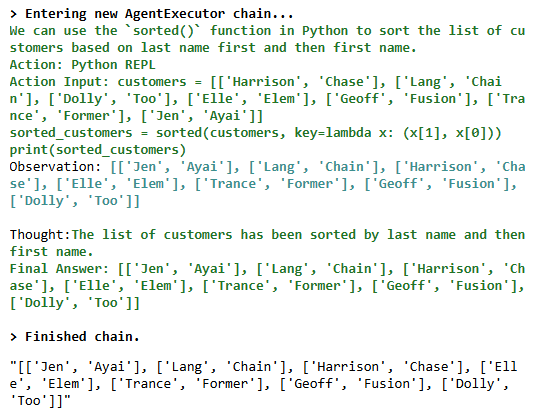 > Entering new AgentExecutor chain...
We can use the `sorted()` function in Python to sort the list of cu
stomers based on last name first and then first name.
Action: Python REPL
Action Input: customers = [['Harrison', 'Chase'], ['Lang', 'Chai
n'], ['Dolly', 'Too'], ['Elle', 'Elem'], ['Geoff', 'Fusion'], ['Tra
nce', 'Former'], ['Jen', 'Ayai']]
sorted_customers = sorted(customers, key=lambda x: (x[1], x[0]))
print(sorted_customers)
Observation: [['Jen', 'Ayai'], ['Lang', 'Chain'], ['Harrison', 'Cha
se'], ['Elle', 'Elem'], ['Trance', 'Former'], ['Geoff', 'Fusion'],
['Dolly', 'Too']]
Thought:The list of customers has been sorted by last name and then
first name.
Final Answer: [['Jen', 'Ayai'], ['Lang', 'Chain'], ['Harrison', 'Ch
ase'], ['Elle', 'Elem'], ['Trance', 'Former'], ['Geoff', 'Fusion'],
['Dolly', 'Too']]
> Finished chain.
"[['Jen', 'Ayai'], ['Lang', 'Chain'], ['Harrison', 'Chase'], ['Ell
e', 'Elem'], ['Trance', 'Former'], ['Geoff', 'Fusion'], ['Dolly',
'Too']]"